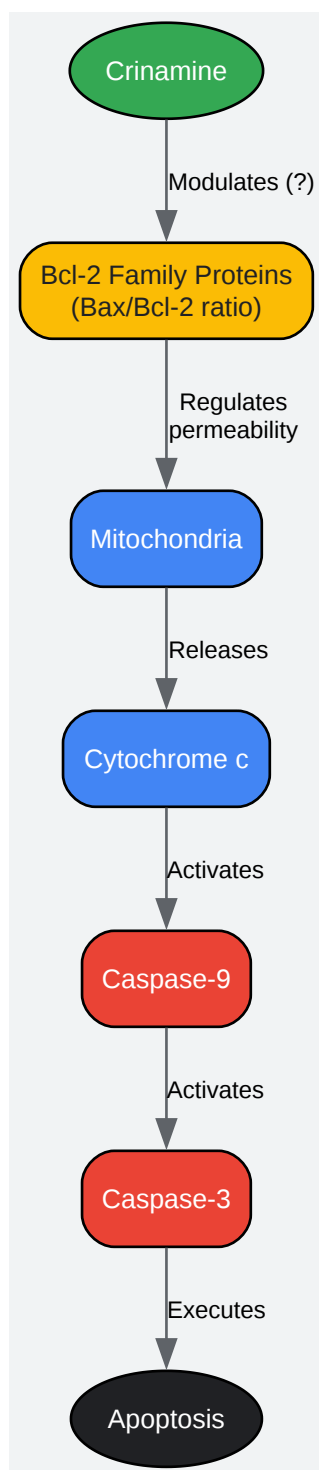 Crinamine
Modulates (?)
Bcl-2 Family Proteins
(Bax/Bcl-2 ratio)
Regulates
permeability
Mitochondria
Releases
Cytochrome c
Activates
Caspase-9
Activates
Caspase-3
Executes
Apoptosis